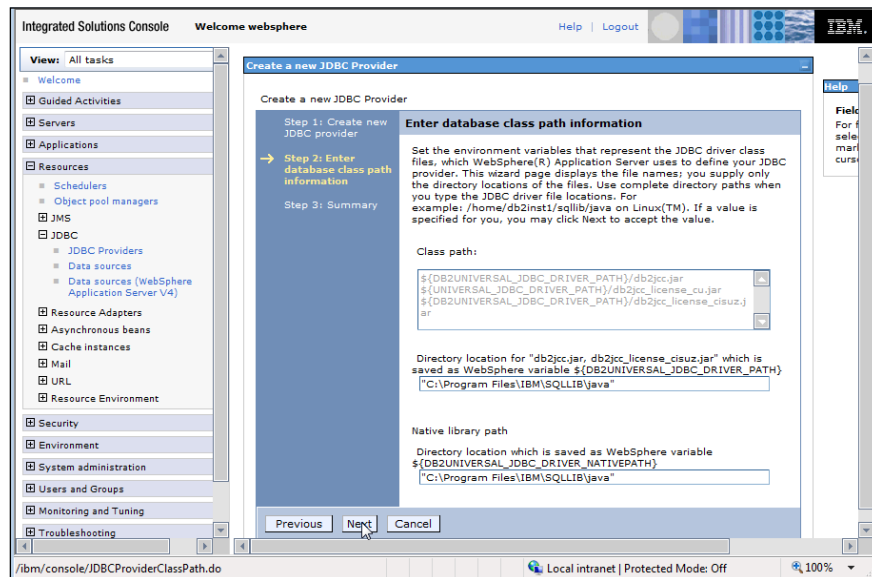 Integrated Solutions Console Welcome websphere Help | Logout IBM.
View: All tasks
Welcome
Guided Activities
Servers
Applications
Resources
Schedulers
Object pool managers
JMS
JDBC
JDBC Providers
Data sources
Data sources (WebSphere
Application Server V4)
Resource Adapters
Asynchronous beans
Cache instances
Mail
URL
Resource Environment
Security
Environment
System administration
Users and Groups
Monitoring and Tuning
Troubleshooting
Create a new JDBC Provider
Create a new JDBC Provider
Step 1: Create new
JDBC provider
Step 2: Enter
database class path
information
Step 3: Summary
Enter database class path information
Set the environment variables that represent the JDBC driver class
files, which WebSphere(R) Application Server uses to define your JDBC
provider. This wizard page displays the file names; you supply only
the directory locations of the files. Use complete directory paths when
you type the JDBC driver file locations. For
example: /home/db2inst1/sqllib/java on Linux(TM). If a value is
specified for you, you may click Next to accept the value.
Class path:
${DB2UNIVERSAL_JDBC_DRIVER_PATH}/db2jcc.jar
${UNIVERSAL_JDBC_DRIVER_PATH}/db2jcc_license_cu.jar
${DB2UNIVERSAL_JDBC_DRIVER_PATH}/db2jcc_license_cisuz.j
ar
Directory location for "db2jcc.jar, db2jcc_license_cisuz.jar" which is
saved as WebSphere variable ${DB2UNIVERSAL_JDBC_DRIVER_PATH}
"C:\Program Files\IBM\SQLLIB\java"
Native library path
Directory location which is saved as WebSphere variable
${DB2UNIVERSAL_JDBC_DRIVER_NATIVEPATH}
"C:\Program Files\IBM\SQLLIB\java"
Previous Next Cancel
Help
For f
/ibm/console/JDBCProviderClassPath.do Local intranet | Protected Mode: Off 100%